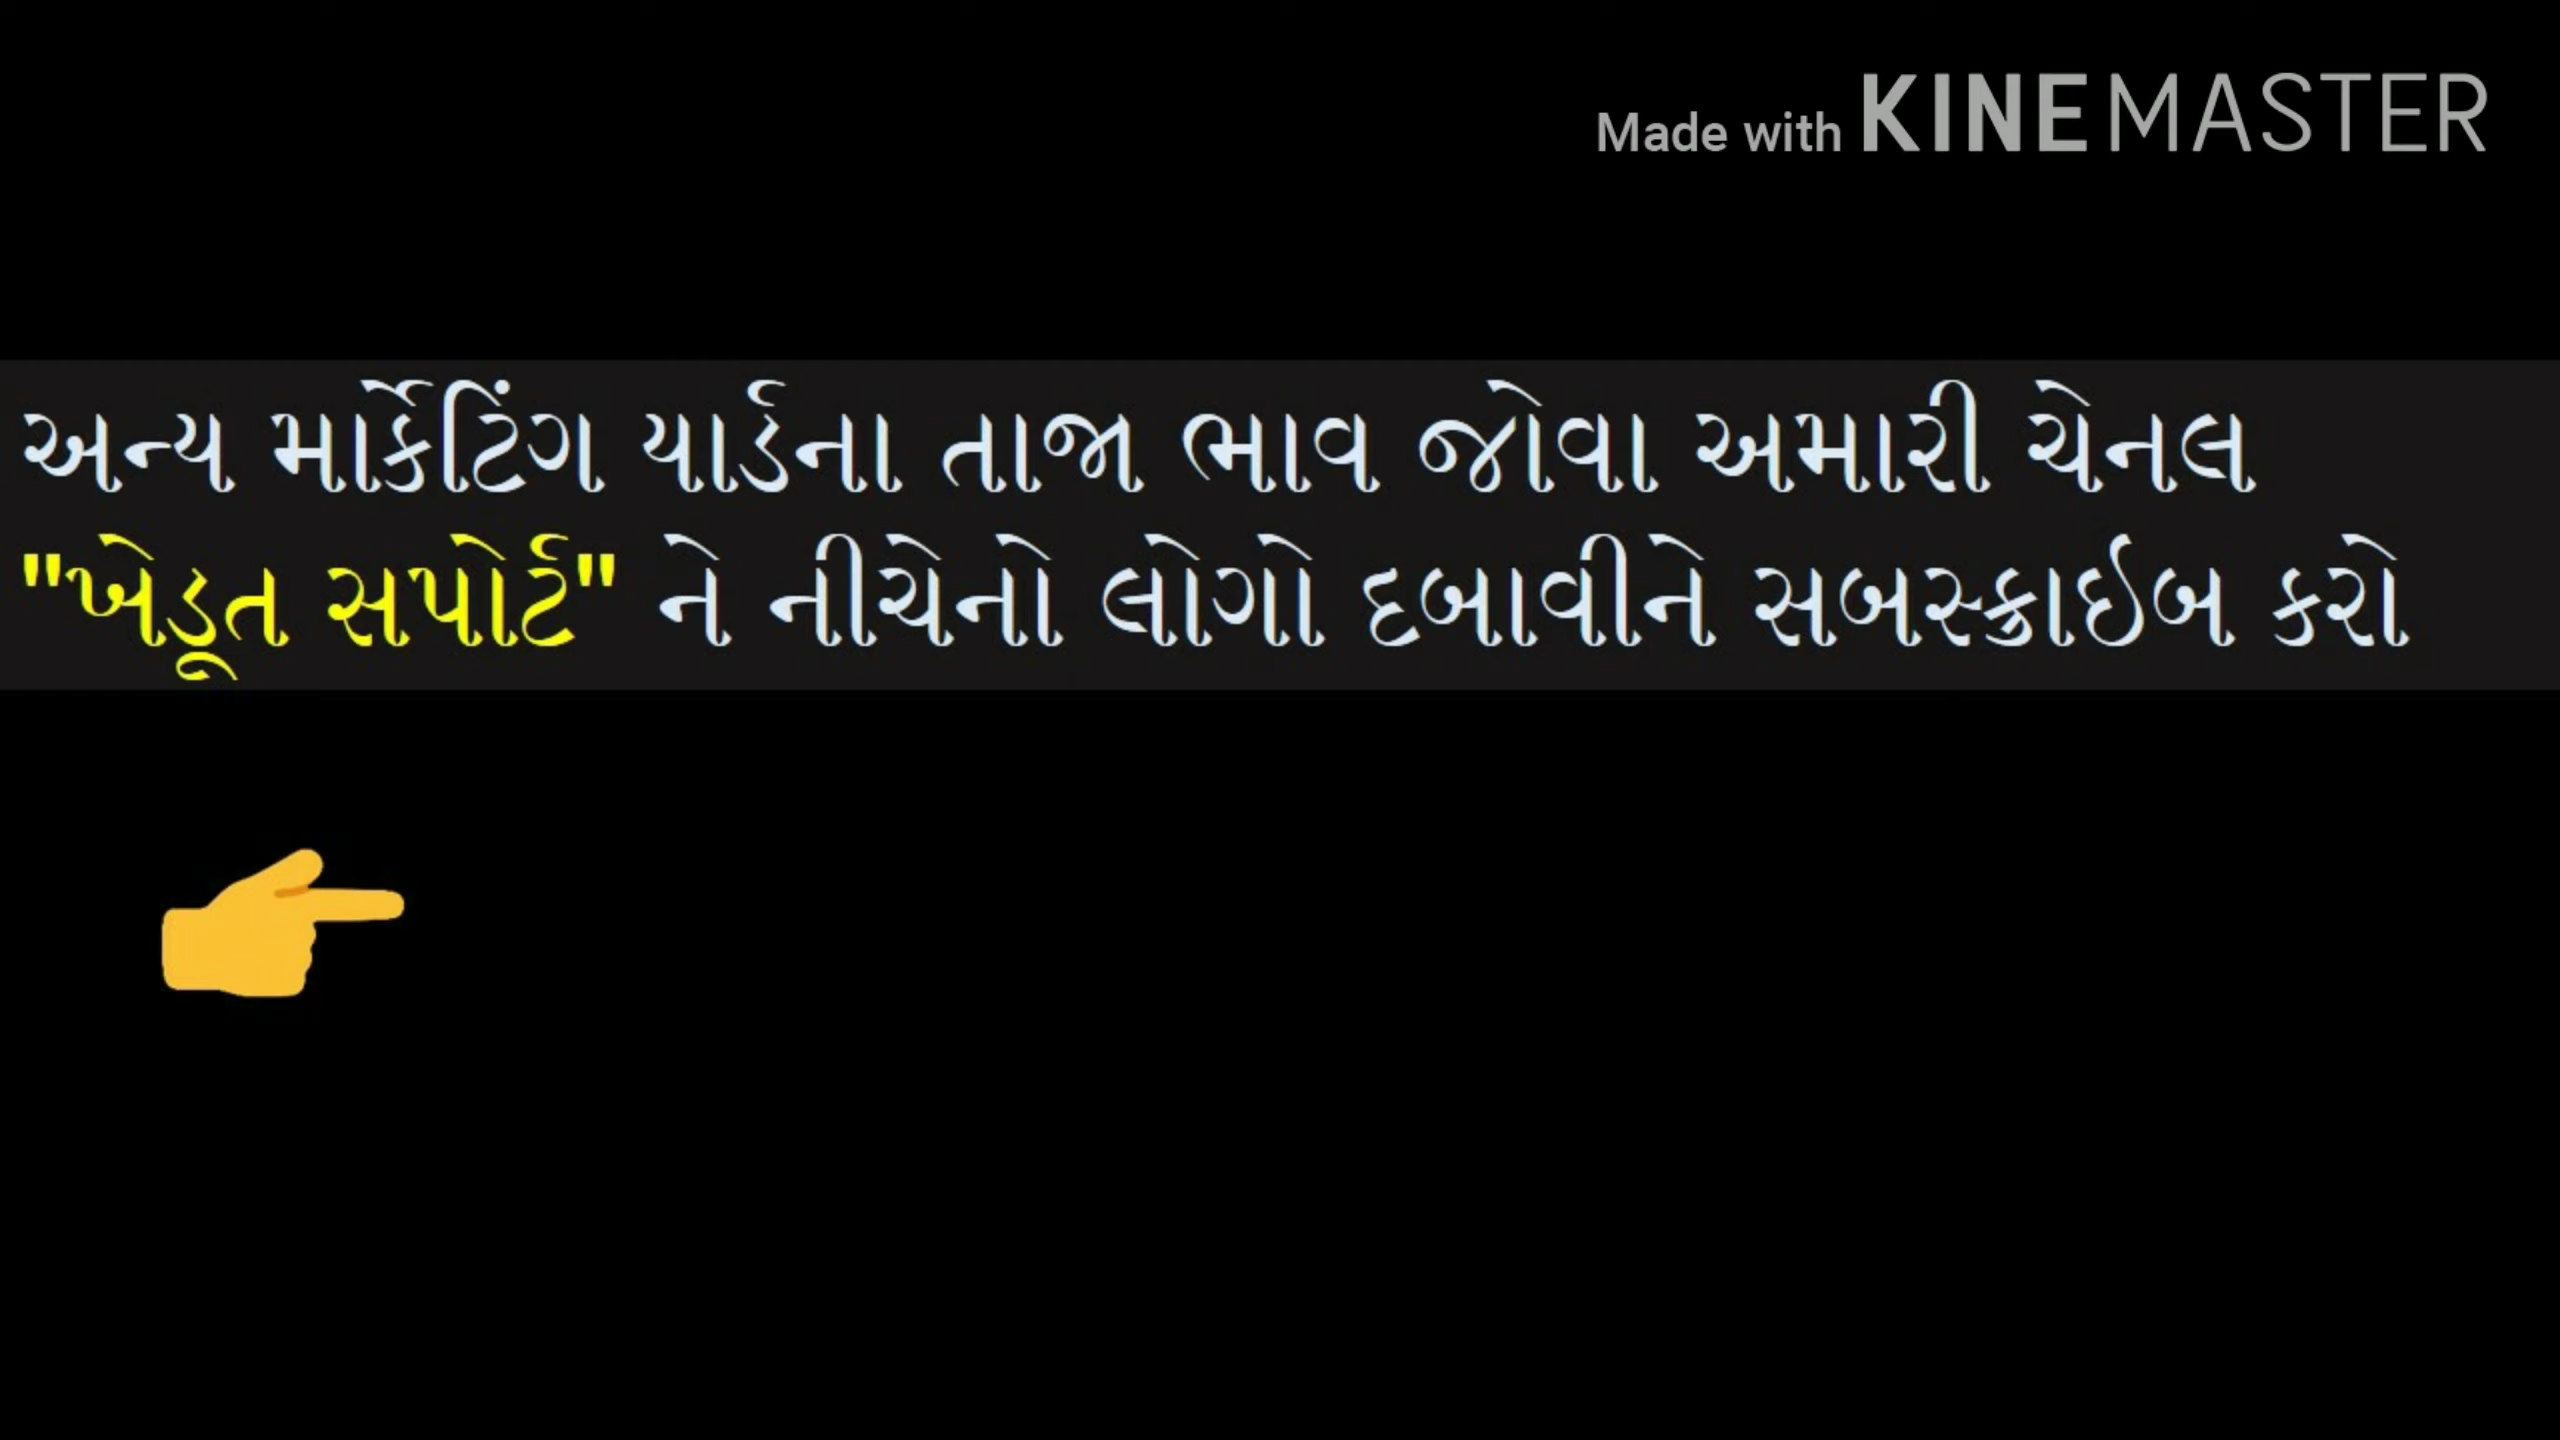 Made with KINEMASTER
અન્ય માર્કેટિંગ યાર્ડના તાજા ભાવ જોવા અમારી ચેનલ
"ખેડૂત સપોર્ટ" ને નીચેનો લોગો દબાવીને સબસ્ક્રાઈબ કરો